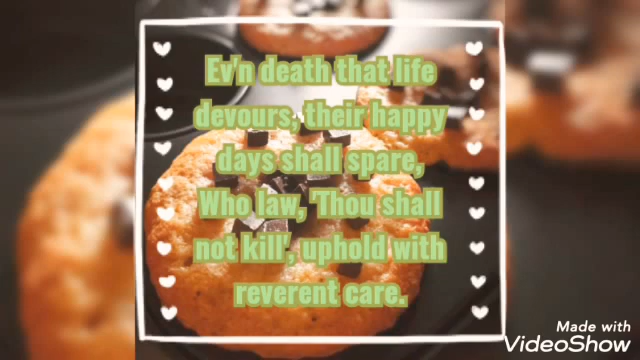 Ev'n death that life
devours, their happy
days shall spare,
Who law, 'Thou shall
not kill', uphold with
reverent care.
Made with
VideoShow